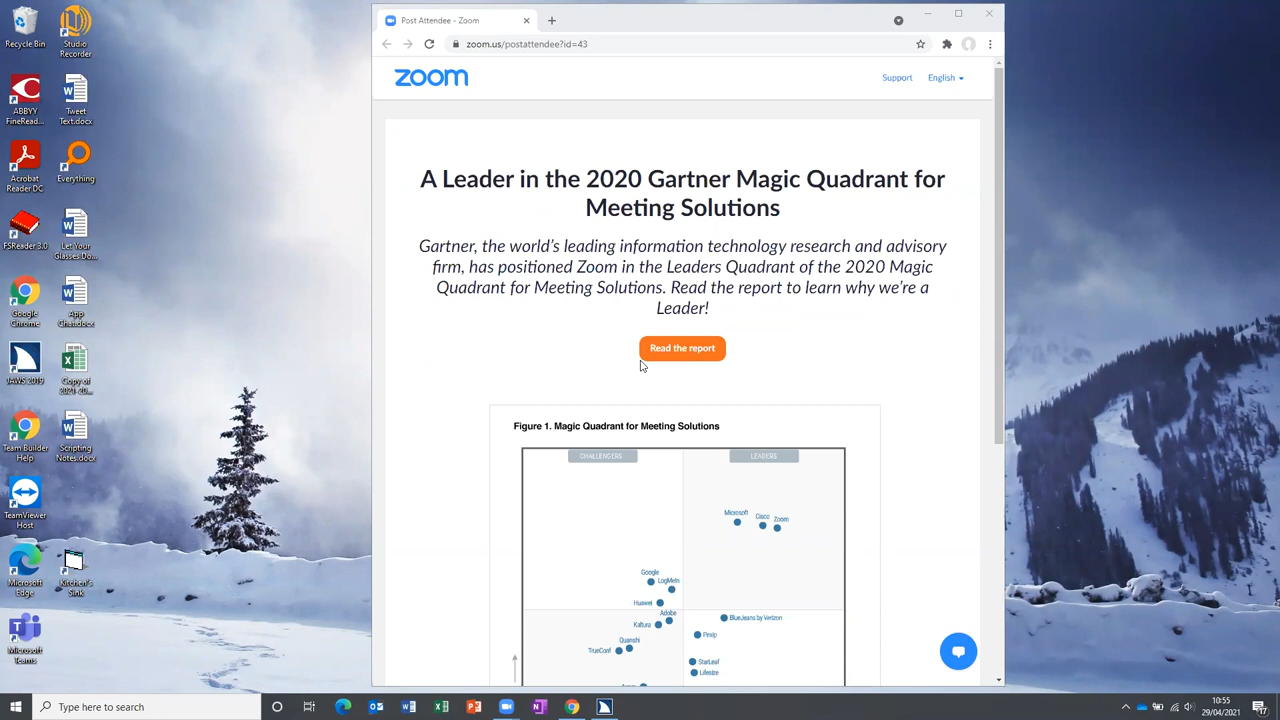 Recycle Bin
Studio
Recorder
ABBYY
FineRead...
Tweet
Text.docx
Acrobat
Reader DC
Everything
FSReader 3.0
Let Your
Glasses Do...
Google
Chrome
App
Chandocx
JAWS 2019
Copy of
2021-20...
Team Builder
Help
Scripting
Notes.docx
TeamViewer
Host
Microsoft
Edge
Kitchen's
Sink
Microsoft
Teams
Post Attendee - Zoom
zoom.us/postattendee?id=43
zoom
Support
English
A Leader in the 2020 Gartner Magic Quadrant for
Meeting Solutions
Gartner, the world's leading information technology research and advisory
firm, has positioned Zoom in the Leaders Quadrant of the 2020 Magic
Quadrant for Meeting Solutions. Read the report to learn why we're a
Leader!
Read the report
Figure 1. Magic Quadrant for Meeting Solutions
CHALLENGERS
LEADERS
Microsoft
Cisco
Zoom
Google
LogMeIn
Huawei
Adobe
Kaltura
BlueJeans by Verizon
Pexip
Quanshi
TrueConf
StarLeaf
Lifesize
Type here to search
10:55
29/04/2021
17